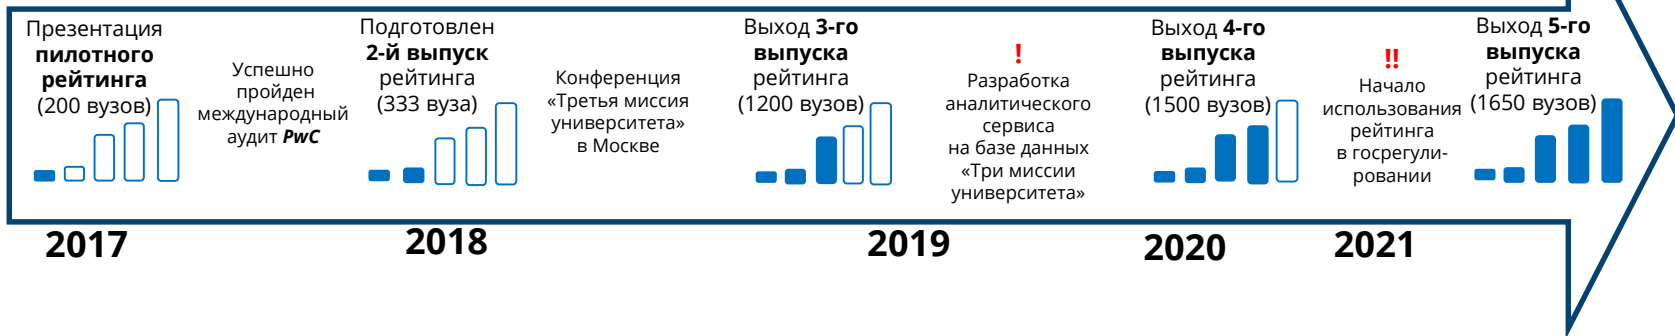 Презентация
пилотного
рейтинга
(200 вузов)
Успешно
пройден
международный
аудит PwC
Подготовлен
2-й выпуск
рейтинга
(333 вуза)
Конференция
«Третья миссия
университета»
в Москве
Выход 3-го
выпуска
рейтинга
(1200 вузов)
!
Разработка
аналитического
сервиса
на базе данных
«Три миссии
университета»
Выход 4-го
выпуска
рейтинга
(1500 вузов)
!!
Начало
использования
рейтинга
в госрегули-
ровании
Выход 5-го
выпуска
рейтинга
(1650 вузов)
2017
2018
2019
2020
2021